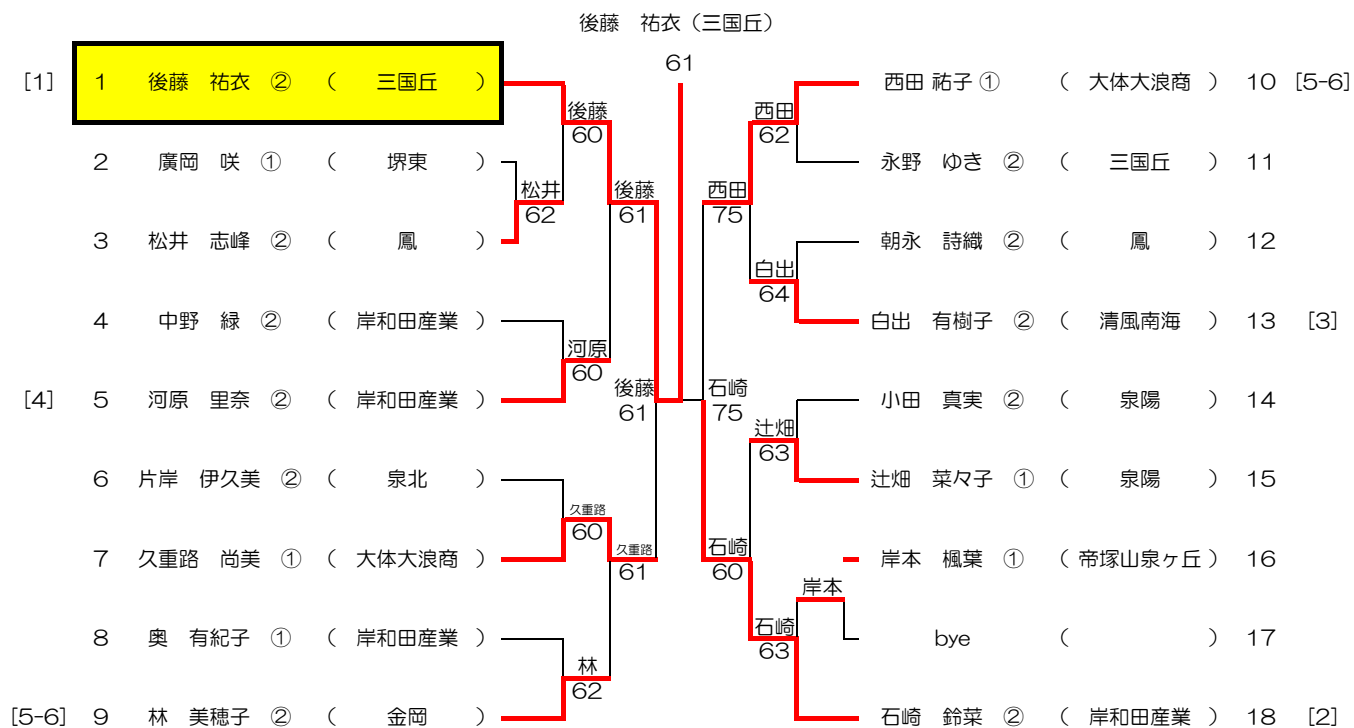 後藤　祐衣（三国丘）
61
[1] 1 後藤　祐衣　② （ 三国丘 ）
西田 祐子 ① （ 大体大浪商 ） 10 [5-6]
後藤
60
西田
62
2 廣岡　咲　① （ 堺東 ）
永野　ゆき　② （ 三国丘 ） 11
松井
62
後藤
61
西田
75
3 松井　志峰　② （ 鳳 ）
朝永　詩織　② （ 鳳 ） 12
白出
64
4 中野　緑　② （ 岸和田産業 ）
白出　有樹子　② （ 清風南海 ） 13 [3]
河原
60
[4] 5 河原　里奈　② （ 岸和田産業 ）
後藤
61
石崎
75
小田　真実　② （ 泉陽 ） 14
辻畑
63
6 片岸　伊久美　② （ 泉北 ）
辻畑　菜々子　① （ 泉陽 ） 15
久重路
60
7 久重路　尚美　① （ 大体大浪商 ）
久重路
61
石崎
60
岸本　楓葉　① （ 帝塚山泉ヶ丘 ） 16
岸本
8 奥　有紀子　① （ 岸和田産業 ）
石崎
63
bye （ ） 17
林
62
[5-6] 9 林　美穂子　② （ 金岡 ）
石崎　鈴菜　② （ 岸和田産業 ） 18 [2]